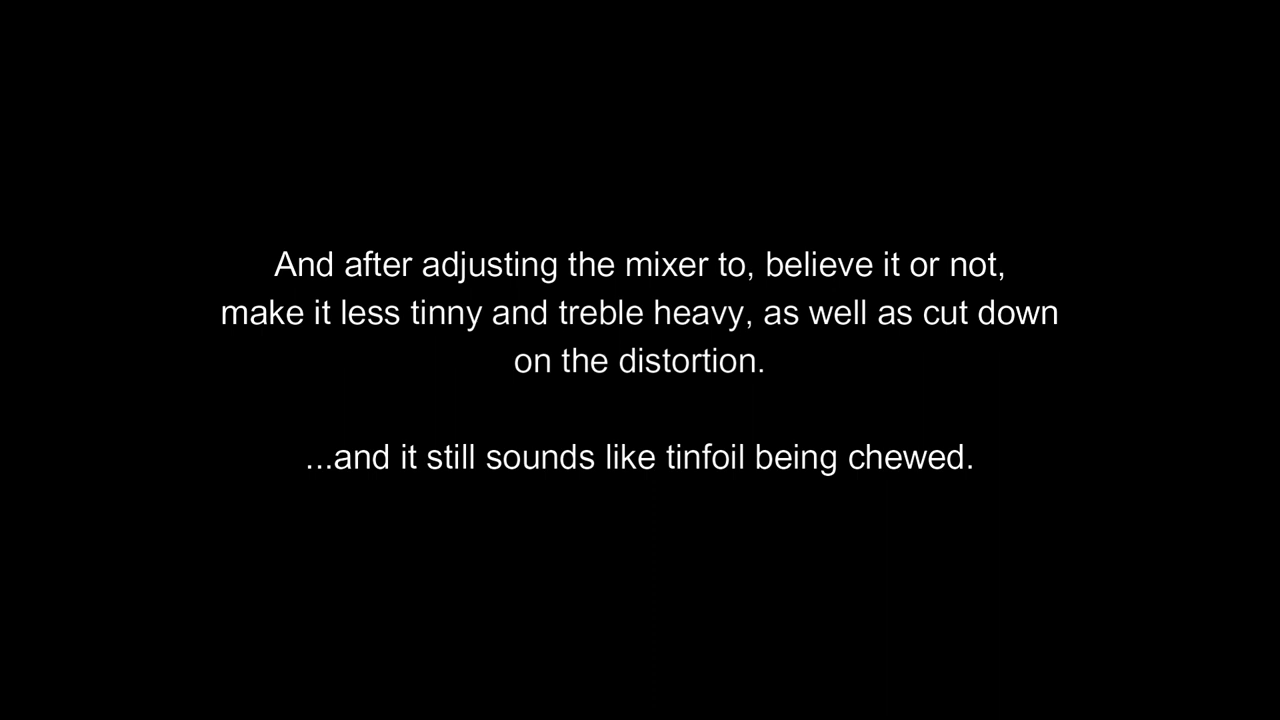 And after adjusting the mixer to, believe it or not,
make it less tinny and treble heavy, as well as cut down
on the distortion.
...and it still sounds like tinfoil being chewed.